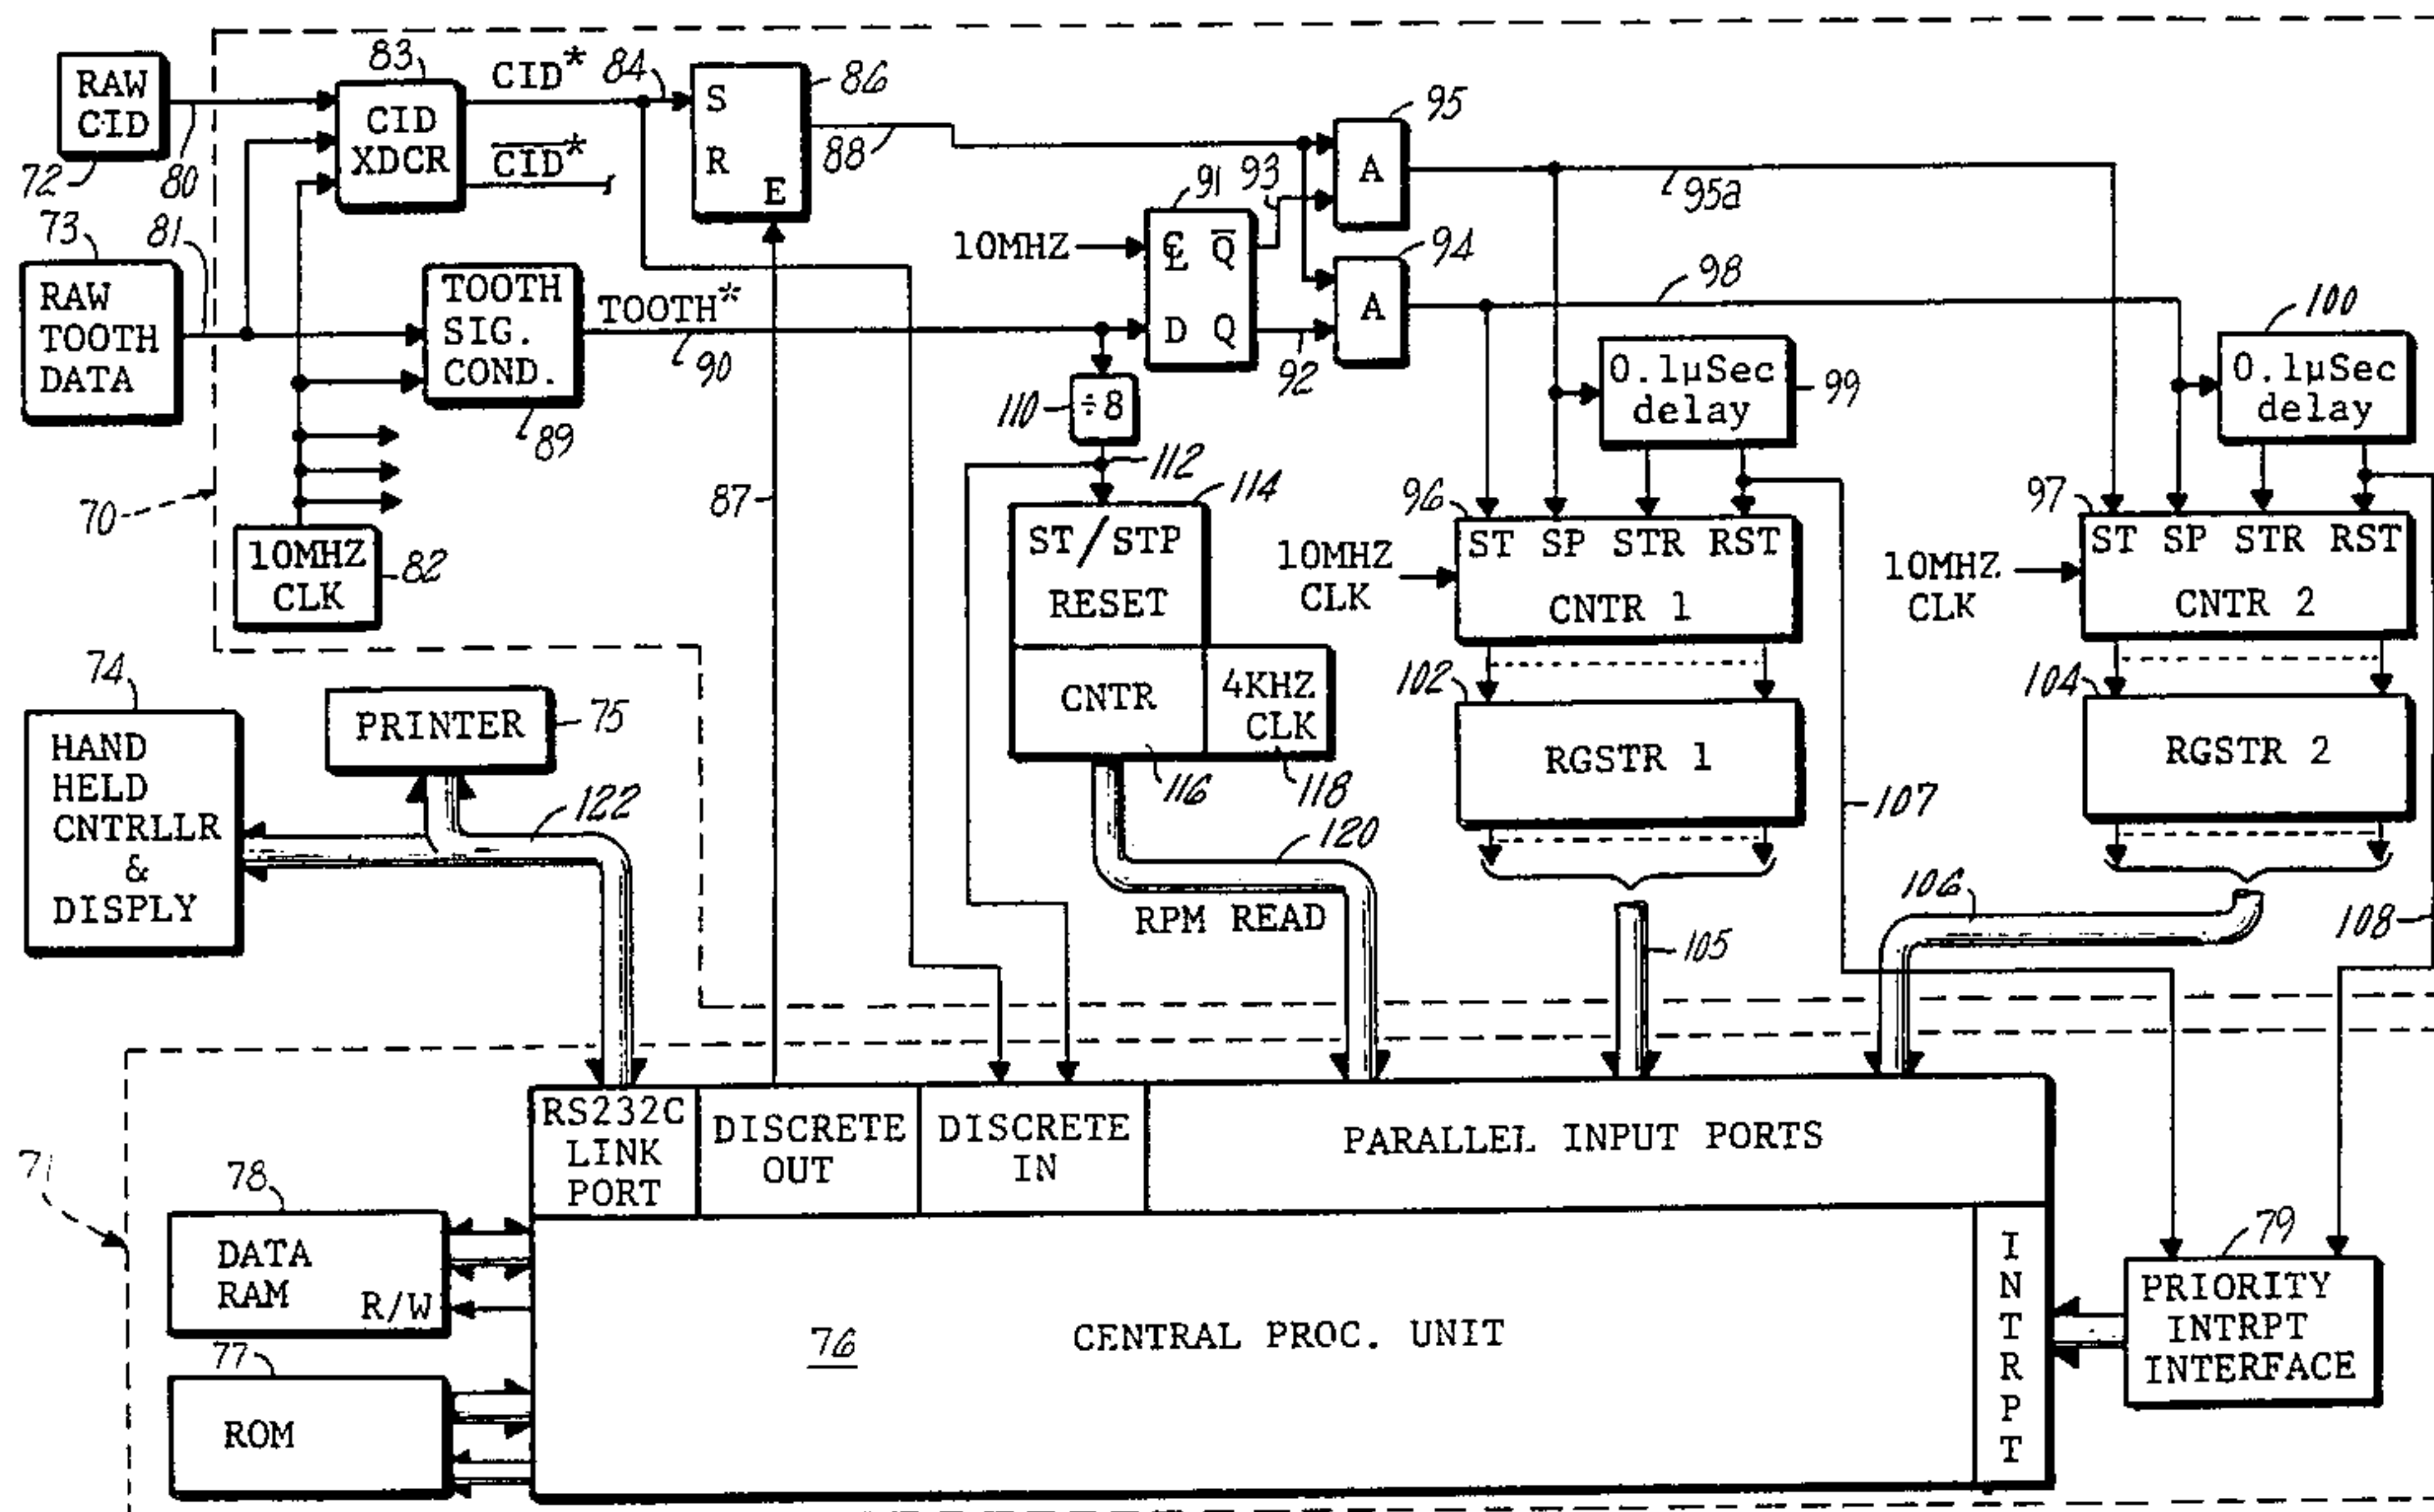 RAW
CID
72
80
83
CID
XDCR
CID*
84
CID*
S
R
E
86
88
95
A
95a
73
RAW
TOOTH
DATA
81
TOOTH
SIG.
COND.
89
TOOTH*
90
10MHZ
91
℄ Q
D Q
93
92
94
A
98
110
÷8
112
0.1µSec
delay
99
100
0.1µSec
delay
70
10MHZ
CLK
82
87
114
ST/STP
RESET
CNTR
116
4KHZ
CLK
118
96
ST SP STR RST
10MHZ
CLK
CNTR 1
97
ST SP STR RST
10MHZ
CLK
CNTR 2
102
RGSTR 1
104
RGSTR 2
74
HAND
HELD
CNTRLLR
&
DISPLY
PRINTER
75
122
120
RPM READ
105
107
106
108
71
RS232C
LINK
PORT
DISCRETE
OUT
DISCRETE
IN
PARALLEL INPUT PORTS
78
DATA
RAM
R/W
77
ROM
76
CENTRAL PROC. UNIT
INTRPT
79
PRIORITY
INTRPT
INTERFACE